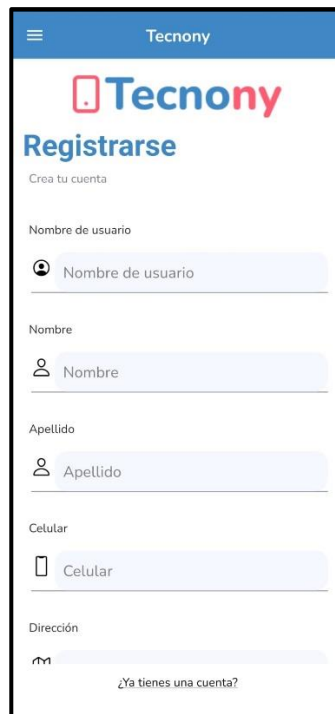 Tecnony
Tecnony
Registrarse
Crea tu cuenta
Nombre de usuario
Nombre de usuario
Nombre
Nombre
Apellido
Apellido
Celular
Celular
Dirección
¿Ya tienes una cuenta?